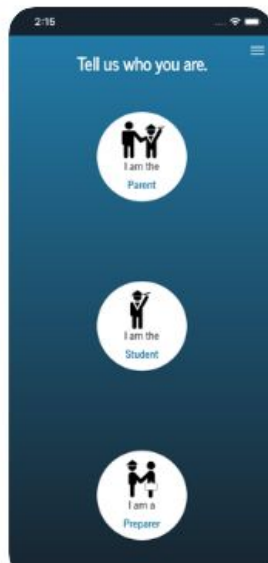 2:15
Tell us who you are.
I am the
Parent
I am the
Student
I am a
Preparer